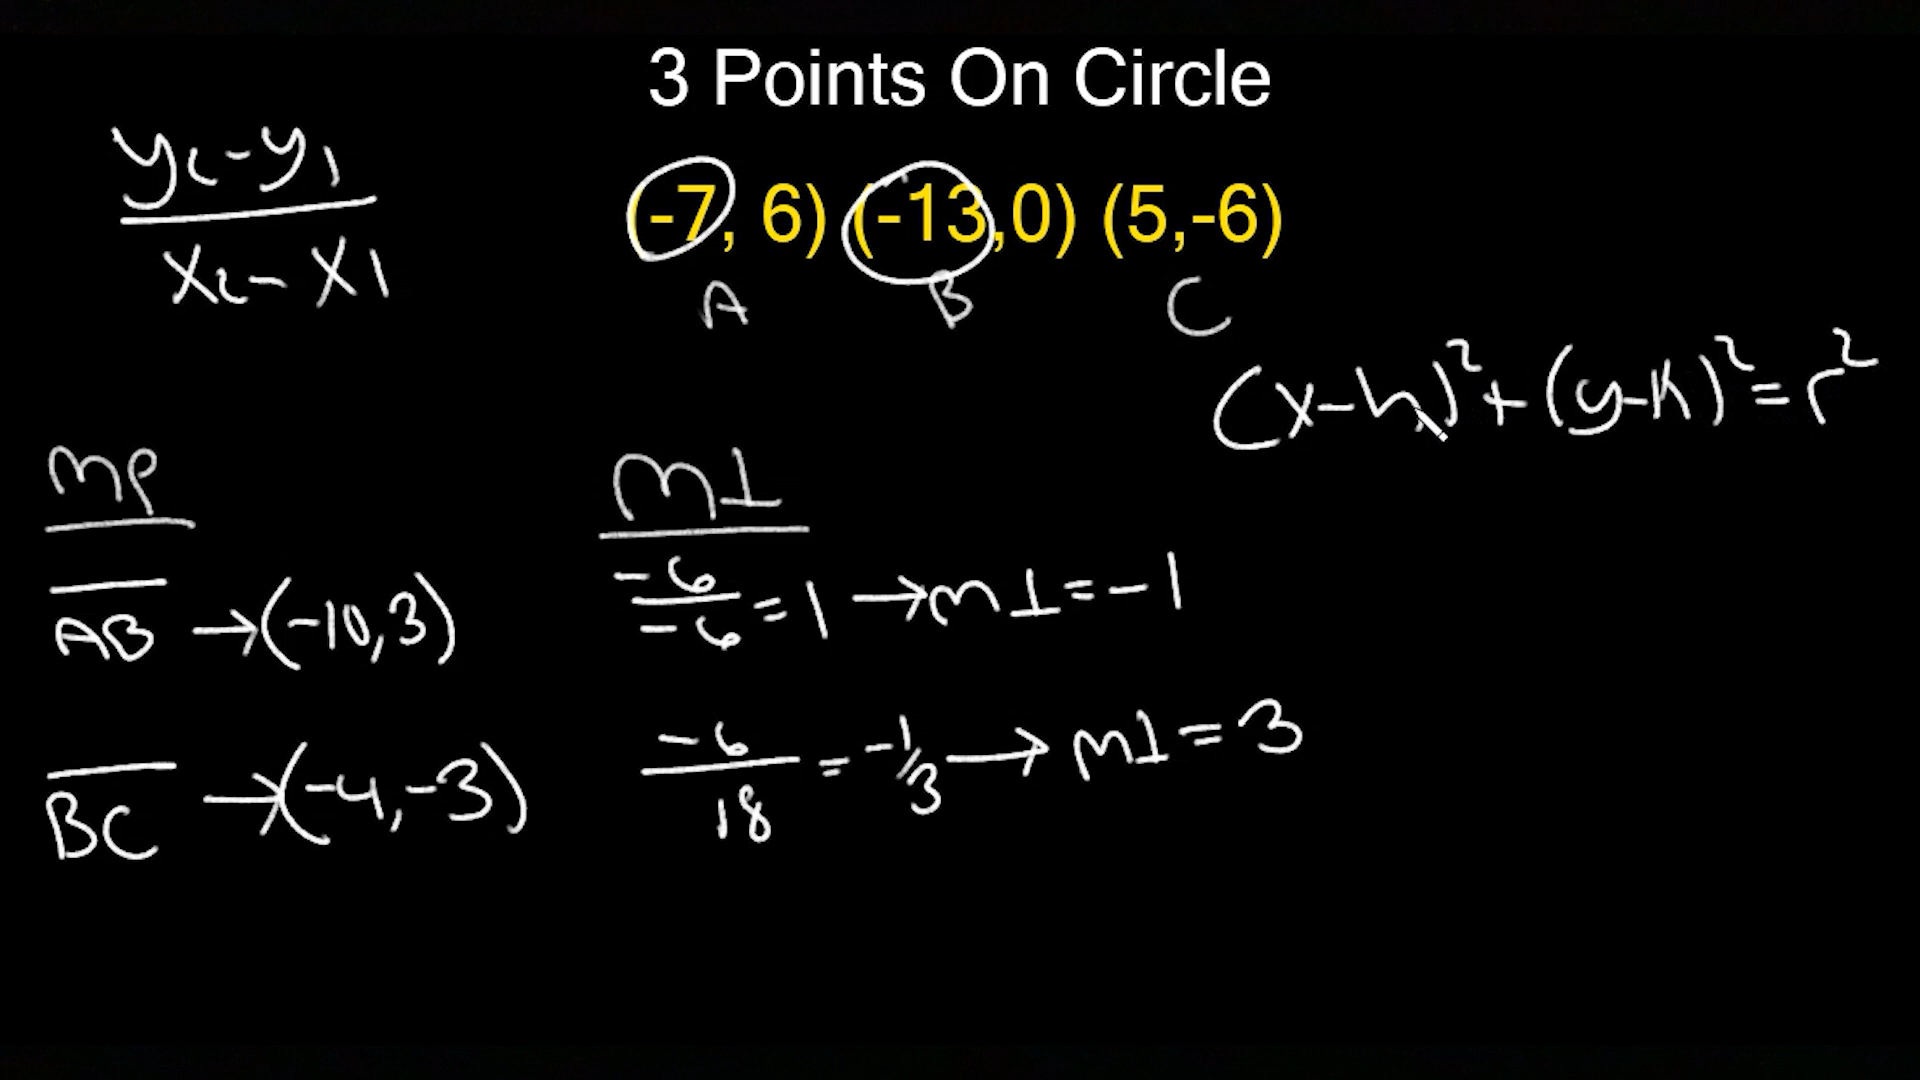 3 Points On Circle
y₂-y₁
x₂-x₁
(-7, 6) (-13,0) (5,-6)
A B C
(x-h)²+(y-k)²=r²
MP
m⊥
AB →(-10,3)
-6/-6=1→m⊥=-1
BC →(-4,-3)
-6/18=-1/3→m⊥=3